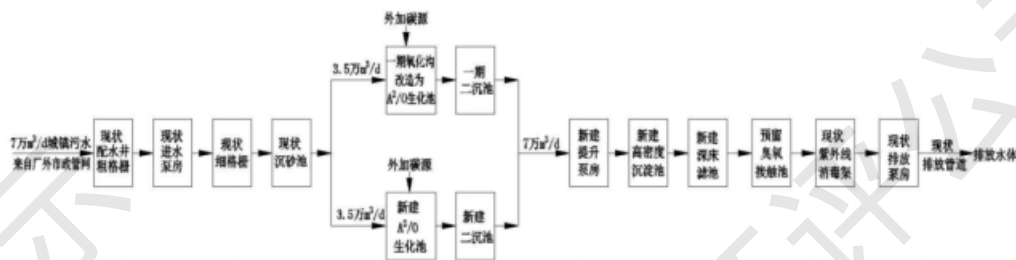 外加碳源
3.5万m³/d
一期氧化沟
改造为
A²/O生化池
一期
二沉池
7万m³/d城镇污水
来自厂外市政管网
现状
配水井
粗格栅
现状
进水
泵房
现状
细格栅
现状
沉砂池
外加碳源
3.5万m³/d
新建
A²/O
生化池
新建
二沉池
7万m³/d
新建
提升
泵房
新建
高密度
沉淀池
新建
深床
滤池
预留
臭氧
接触池
现状
紫外线
消毒渠
现状
排放
泵房
现状
排放管道
排放水体